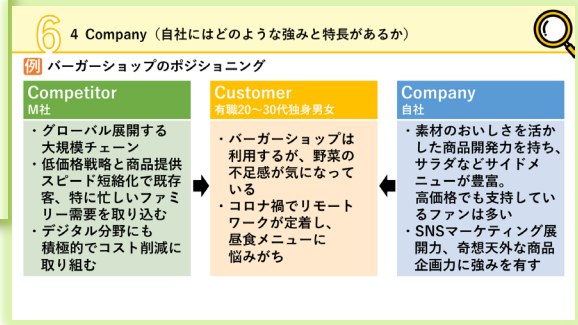 6
4 Company（自社にはどのような強みと特長があるか）
例 バーガーショップのポジショニング
Competitor
M社
・グローバル展開する
大規模チェーン
・低価格戦略と商品提供
スピード短縮化で既存
客、特に忙しいファミ
リー需要を取り込む
・デジタル分野にも
積極的でコスト削減に
取り組む
Customer
有職20～30代独身男女
・バーガーショップは
利用するが、野菜の
不足感が気になって
いる
・コロナ禍でリモート
ワークが定着し、
昼食メニューに
悩みがち
Company
自社
・素材のおいしさを活か
した商品開発力を持ち、
サラダなどサイドメ
ニューが豊富。
高価格でも支持してい
るファンは多い
・SNSマーケティング展
開力、奇想天外な商品
企画力に強みを有す